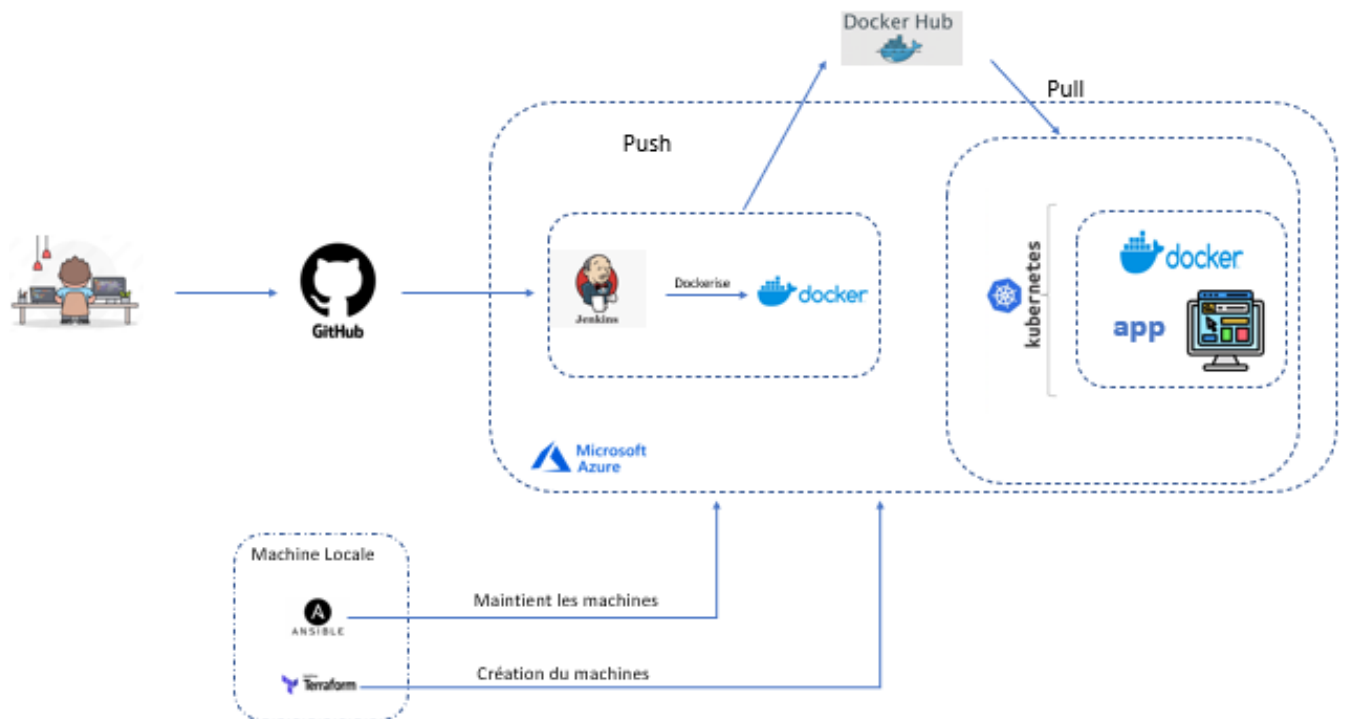 Docker Hub
Pull
Push
GitHub
Jenkins
Dockerise
docker
kubernetes
docker
app
Microsoft
Azure
Machine Locale
ANSIBLE
Maintient les machines
Terraform
Création du machines